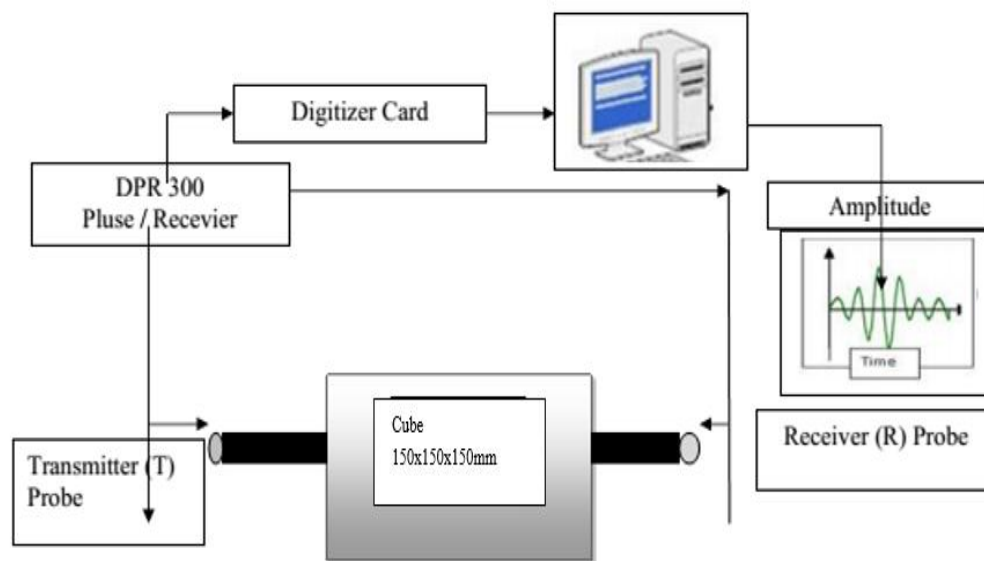 Digitizer Card
DPR 300
Pluse / Recevier
Amplitude
Time
Cube
150x150x150mm
Transmitter (T)
Probe
Receiver (R) Probe